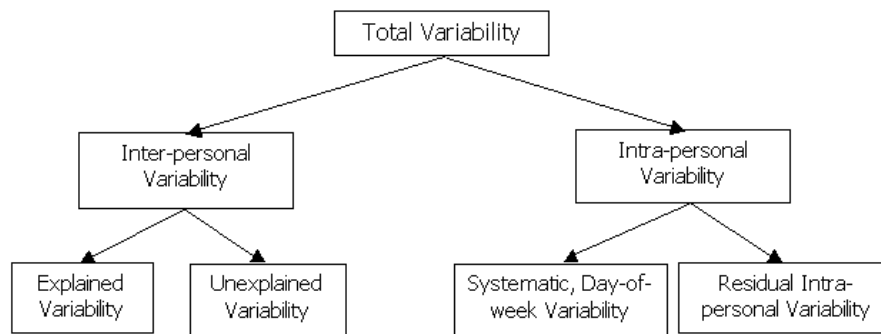 Total Variability
Inter-personal
Variability
Intra-personal
Variability
Explained
Variability
Unexplained
Variability
Systematic, Day-of-
week Variability
Residual Intra-
personal Variability